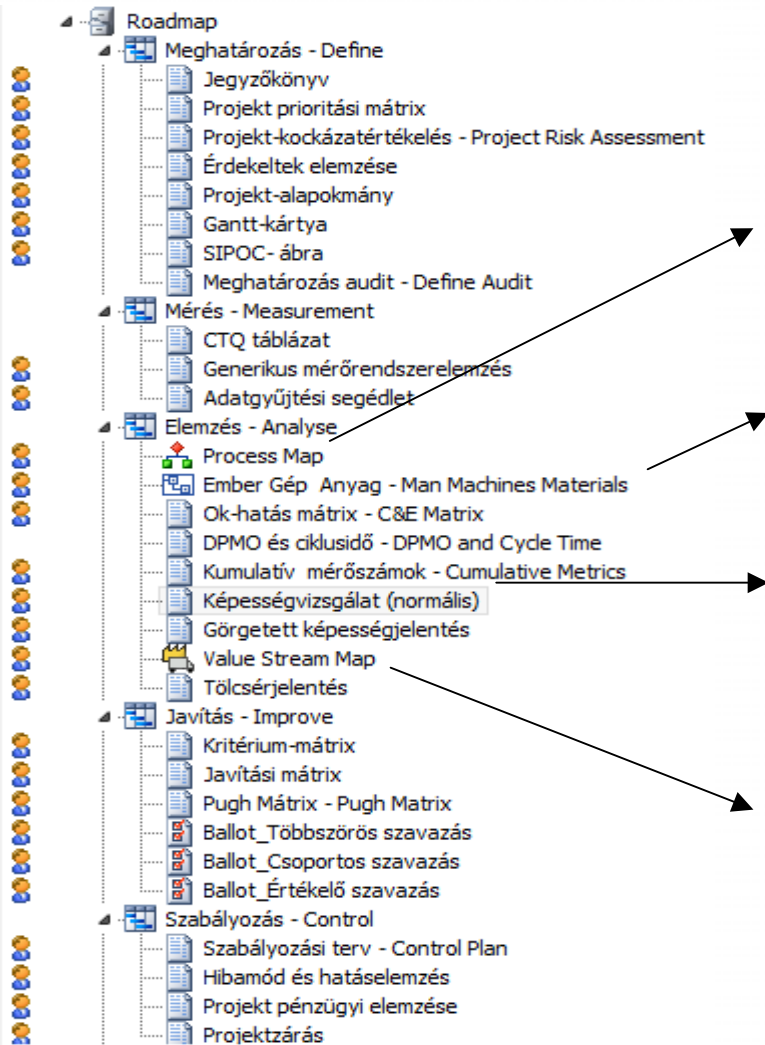 Roadmap
Meghatározás - Define
Jegyzőkönyv
Projekt prioritási mátrix
Projekt-kockázatértékelés - Project Risk Assessment
Érdekeltek elemzése
Projekt-alapokmány
Gantt-kártya
SIPOC- ábra
Meghatározás audit - Define Audit
Mérés - Measurement
CTQ táblázat
Generikus mérőrendszerelemzés
Adatgyűjtési segédlet
Elemzés - Analyse
Process Map
Ember Gép  Anyag - Man Machines Materials
Ok-hatás mátrix - C&E Matrix
DPMO és ciklusidő - DPMO and Cycle Time
Kumulatív  mérőszámok - Cumulative Metrics
Képességvizsgálat (normális)
Görgetett képességjelentés
Value Stream Map
Tölcsérjelentés
Javítás - Improve
Kritérium-mátrix
Javítási mátrix
Pugh Mátrix - Pugh Matrix
Ballot_Többszörös szavazás
Ballot_Csoportos szavazás
Ballot_Értékelő szavazás
Szabályozás - Control
Szabályozási terv - Control Plan
Hibamód és hatáselemzés
Projekt pénzügyi elemzése
Projektzárás